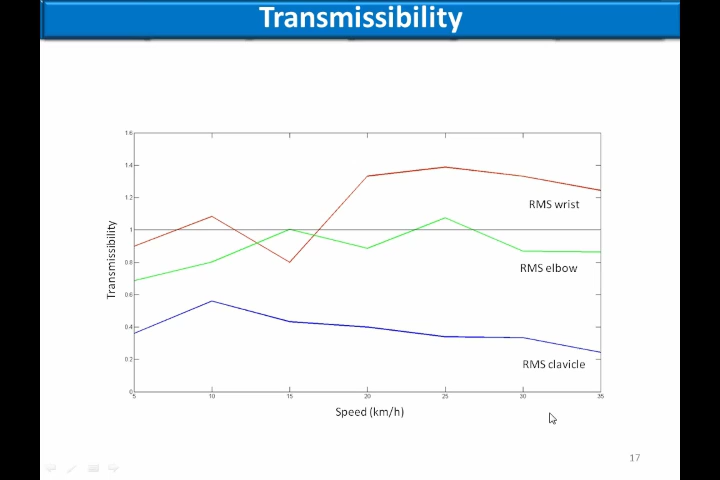 Transmissibility
1.6
1.4
1.2
RMS wrist
1
Transmissibility
0.8
RMS elbow
0.6
0.4
RMS clavicle
0.2
0
5 10 15 20 25 30 35
Speed (km/h)
17